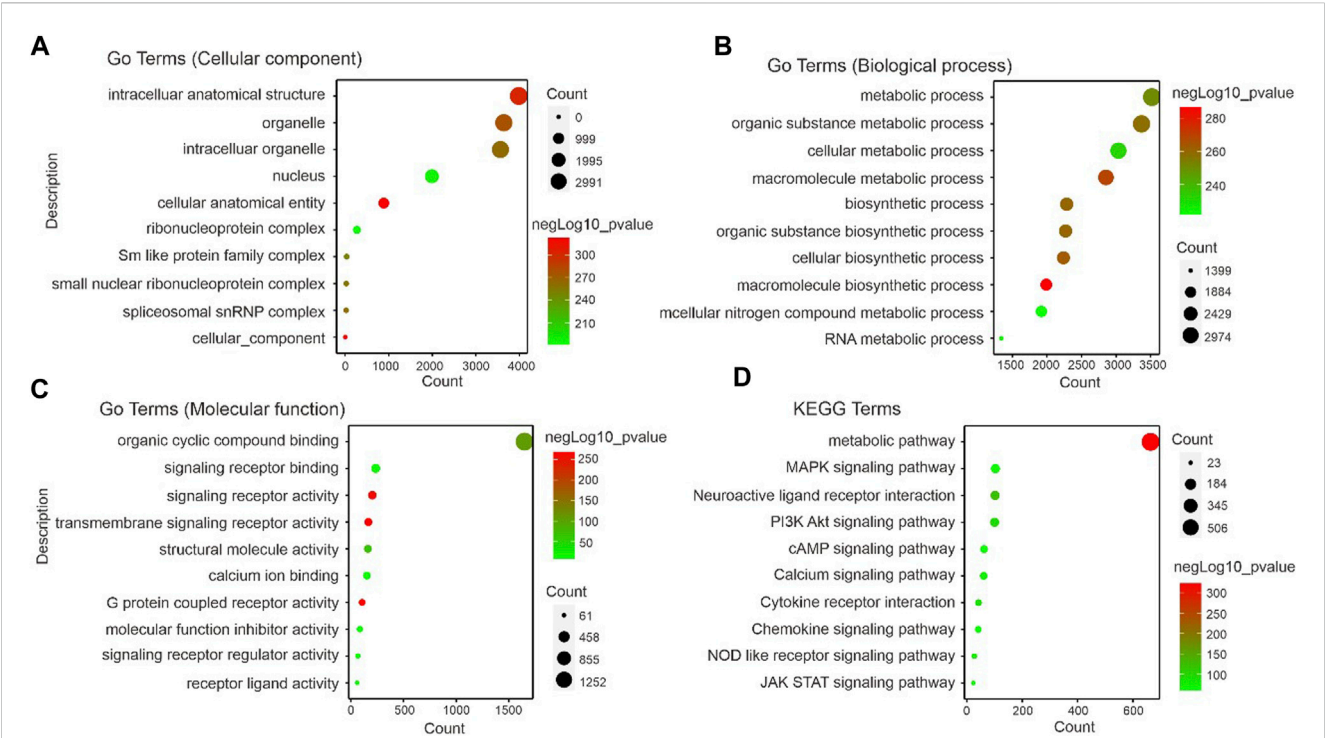 A
Go Terms (Cellular component)
Description
intracelluar anatomical structure
organelle
intracelluar organelle
nucleus
cellular anatomical entity
ribonucleoprotein complex
Sm like protein family complex
small nuclear ribonucleoprotein complex
spliceosomal snRNP complex
cellular_component
0 1000 2000 3000 4000
Count
Count
0
999
1995
2991
negLog10_pvalue
300
270
240
210
B
Go Terms (Biological process)
metabolic process
organic substance metabolic process
cellular metabolic process
macromolecule metabolic process
biosynthetic process
organic substance biosynthetic process
cellular biosynthetic process
macromolecule biosynthetic process
mcellular nitrogen compound metabolic process
RNA metabolic process
1500 2000 2500 3000 3500
Count
negLog10_pvalue
280
260
240
Count
1399
1884
2429
2974
C
Go Terms (Molecular function)
Description
organic cyclic compound binding
signaling receptor binding
signaling receptor activity
transmembrane signaling receptor activity
structural molecule activity
calcium ion binding
G protein coupled receptor activity
molecular function inhibitor activity
signaling receptor regulator activity
receptor ligand activity
0 500 1000 1500
Count
negLog10_pvalue
250
200
150
100
50
Count
61
458
855
1252
D
KEGG Terms
metabolic pathway
MAPK signaling pathway
Neuroactive ligand receptor interaction
PI3K Akt signaling pathway
cAMP signaling pathway
Calcium signaling pathway
Cytokine receptor interaction
Chemokine signaling pathway
NOD like receptor signaling pathway
JAK STAT signaling pathway
0 200 400 600
Count
Count
23
184
345
506
negLog10_pvalue
300
250
200
150
100